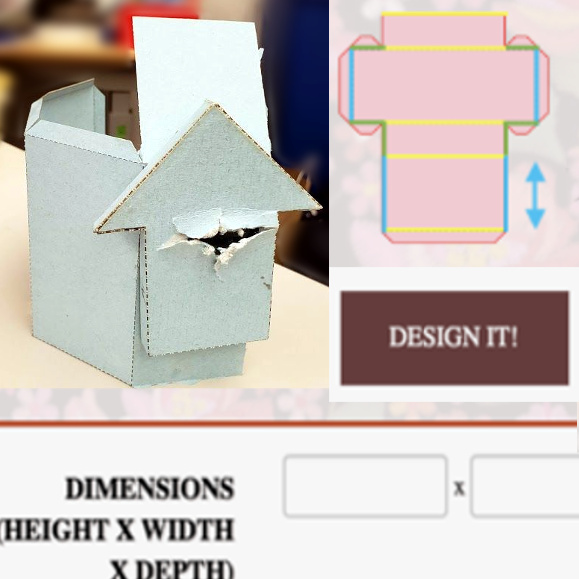 DESIGN IT!
DIMENSIONS
x
(HEIGHT X WIDTH
X DEPTH)